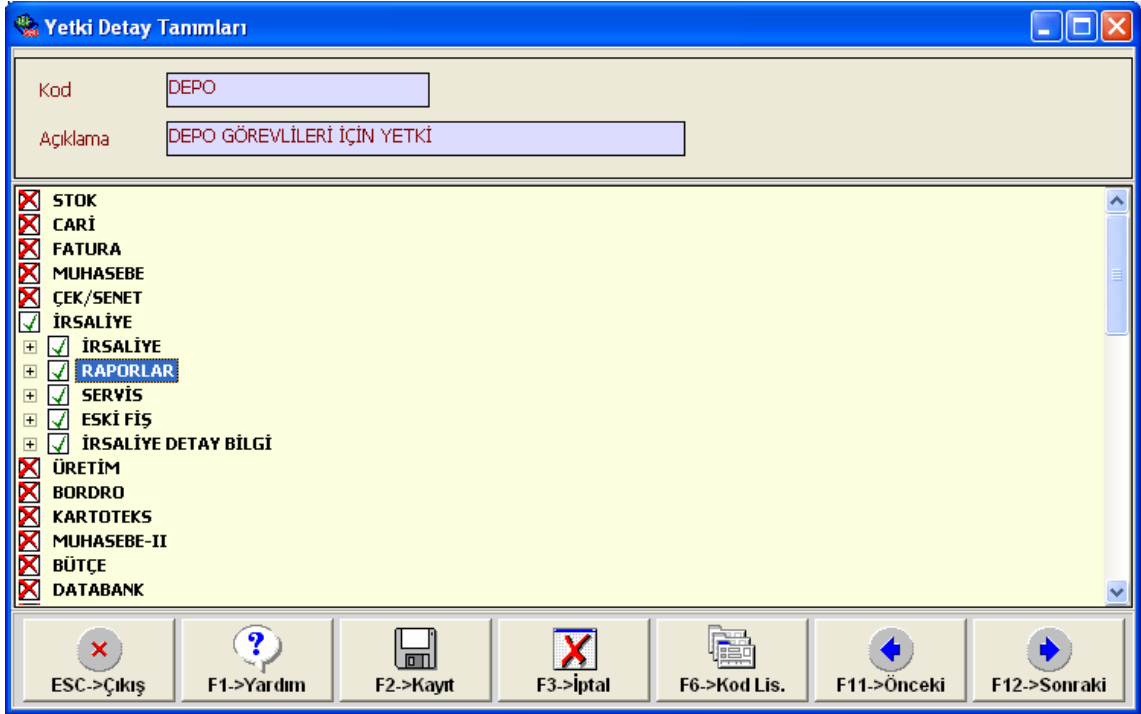 Yetki Detay Tanımları
Kod DEPO
Açıklama DEPO GÖREVLİLERİ İÇİN YETKİ
STOK
CARİ
FATURA
MUHASEBE
ÇEK/SENET
İRSALİYE
İRSALİYE
RAPORLAR
SERVİS
ESKİ FİŞ
İRSALİYE DETAY BİLGİ
ÜRETİM
BORDRO
KARTOTEKS
MUHASEBE-II
BÜTÇE
DATABANK
ESC->Çıkış F1->Yardım F2->Kayıt F3->İptal F6->Kod Lis. F11->Önceki F12->Sonraki